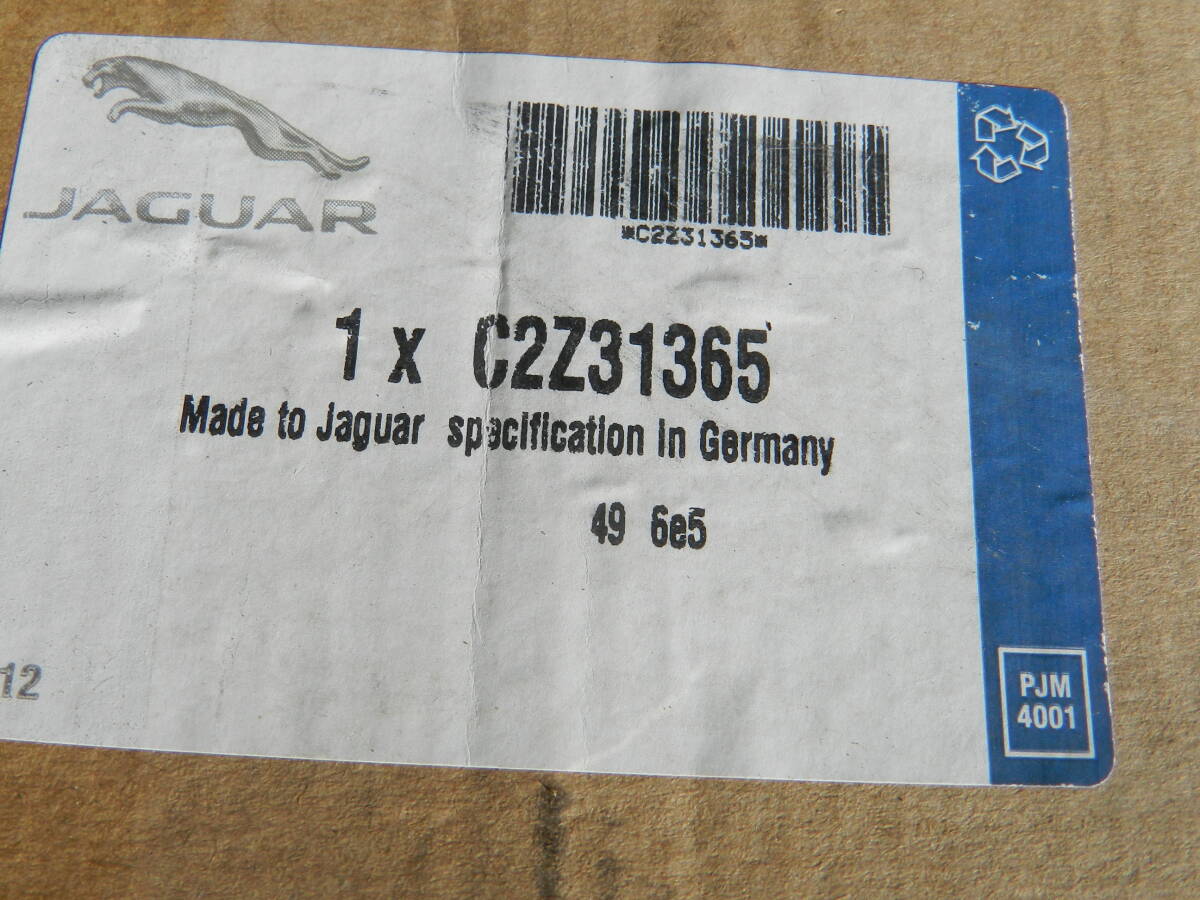 JAGUAR
*C2Z31365*
1 x C2Z31365
Made to Jaguar specification in Germany
49 6e5
12
PJM
4001